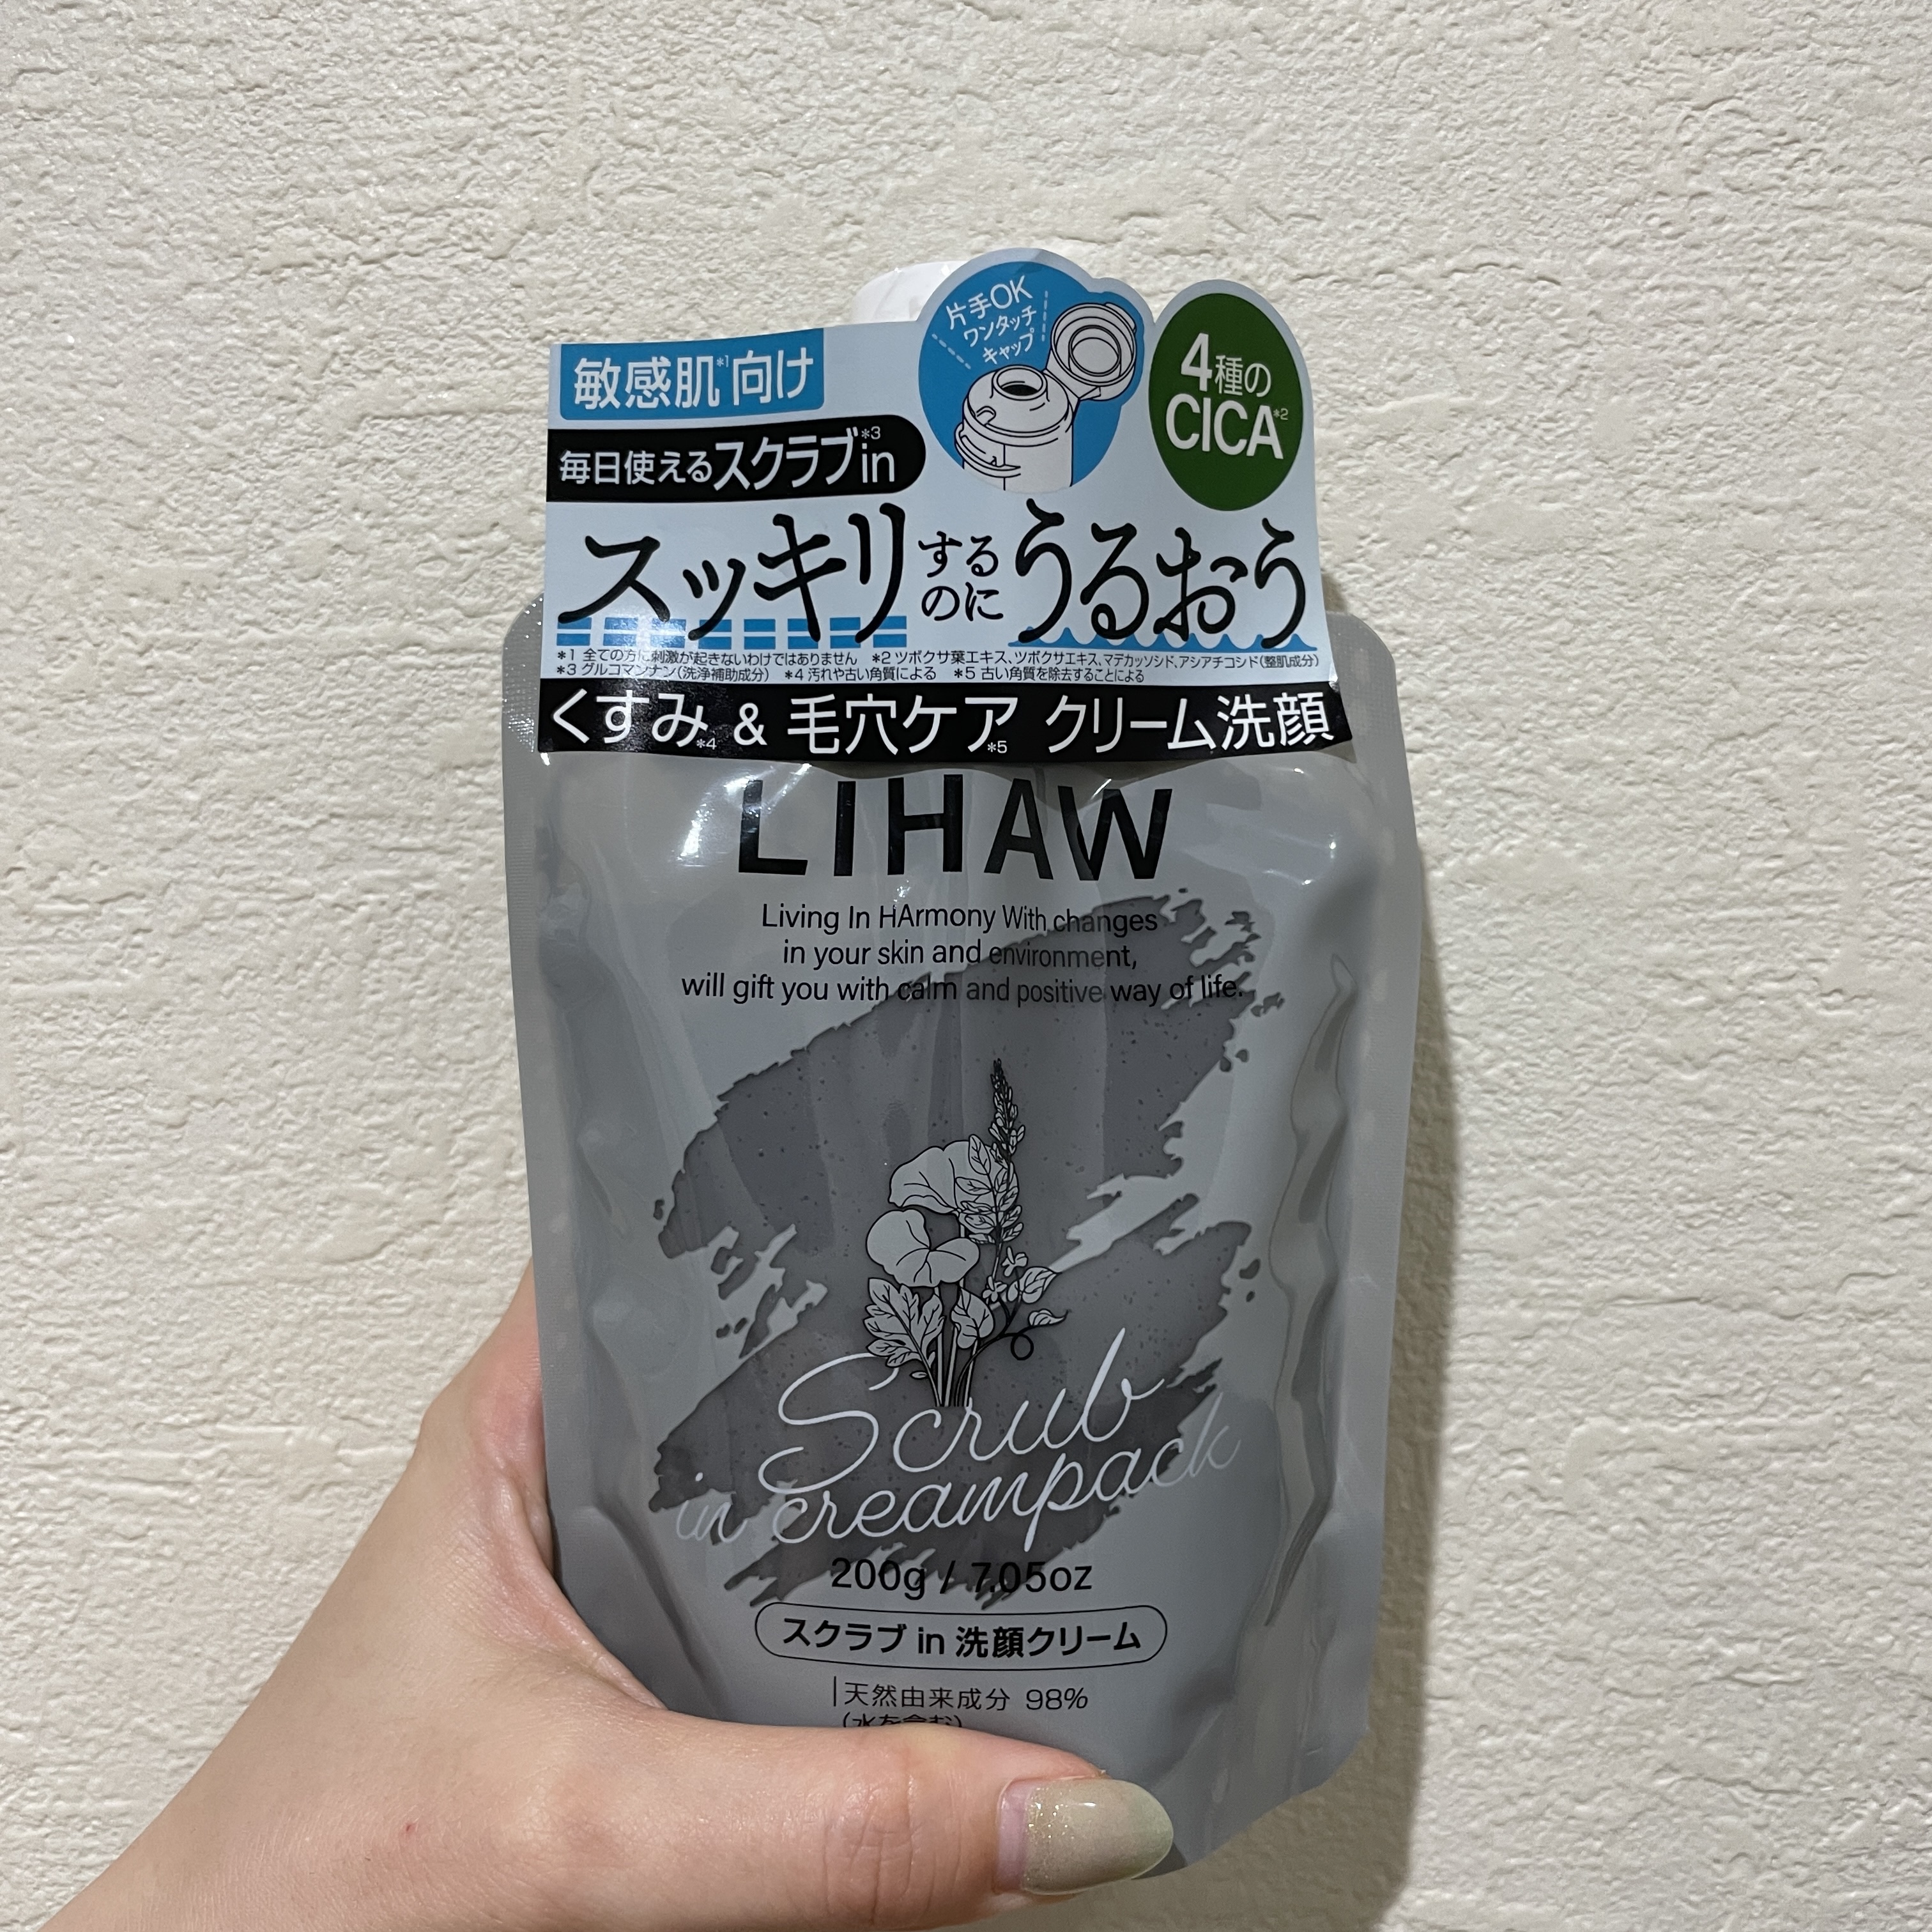 片手OK
ワンタッチ
キャップ
4種の
CICA*2
敏感肌*1向け
毎日使えるスクラブin*3
スッキリするのにうるおう
*1 全ての方に刺激が起きないわけではありません *2 ツボクサ葉エキス、ツボクサエキス、マデカッソシド、アシアチコシド(整肌成分)
*3 グルコマンナン(洗浄補助成分) *4 汚れや古い角質による *5 古い角質を除去することによる
くすみ*4 & 毛穴ケア*5 クリーム洗顔
LIHAW
Living In HArmony With changes
in your skin and environment,
will gift you with calm and positive way of life.
Scrub
in creampack
200g / 7.05oz
スクラブ in 洗顔クリーム
天然由来成分 98%
(水を含む)